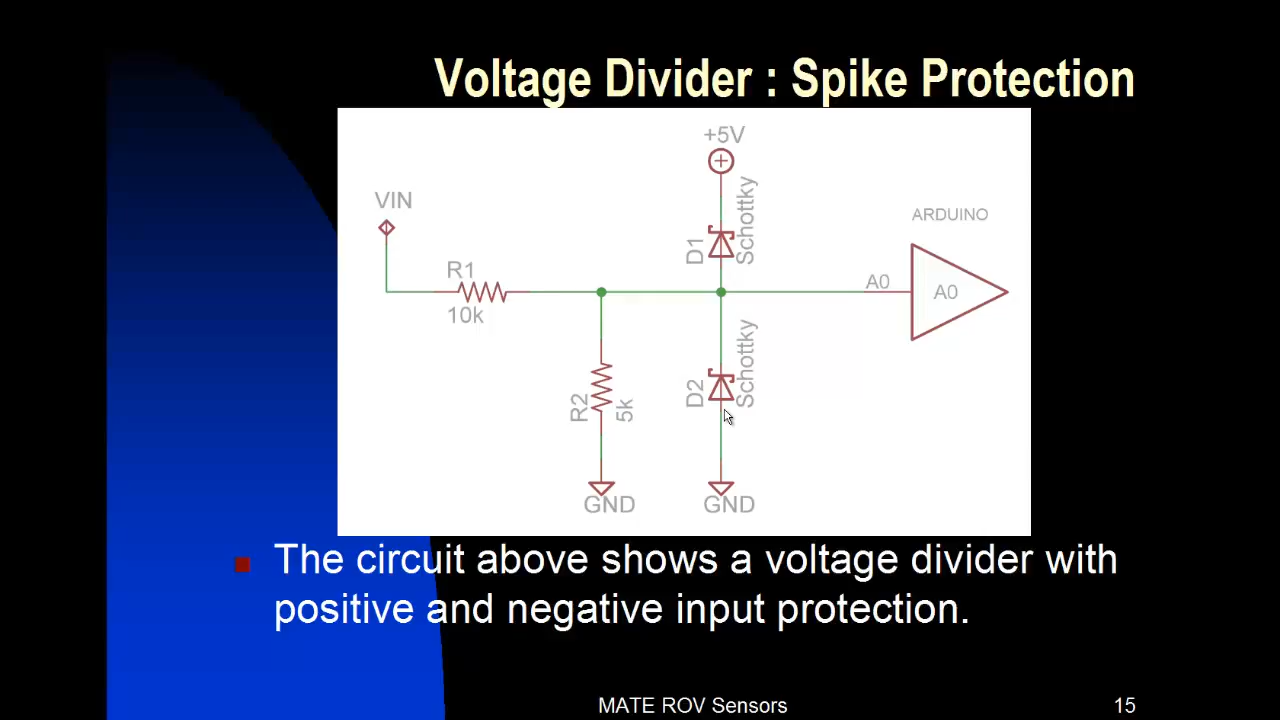 Voltage Divider : Spike Protection
+5V
VIN
Schottky
ARDUINO
D1
R1
A0
A0
10k
Schottky
D2
R2
5k
GND
GND
The circuit above shows a voltage divider with
positive and negative input protection.
MATE ROV Sensors
15